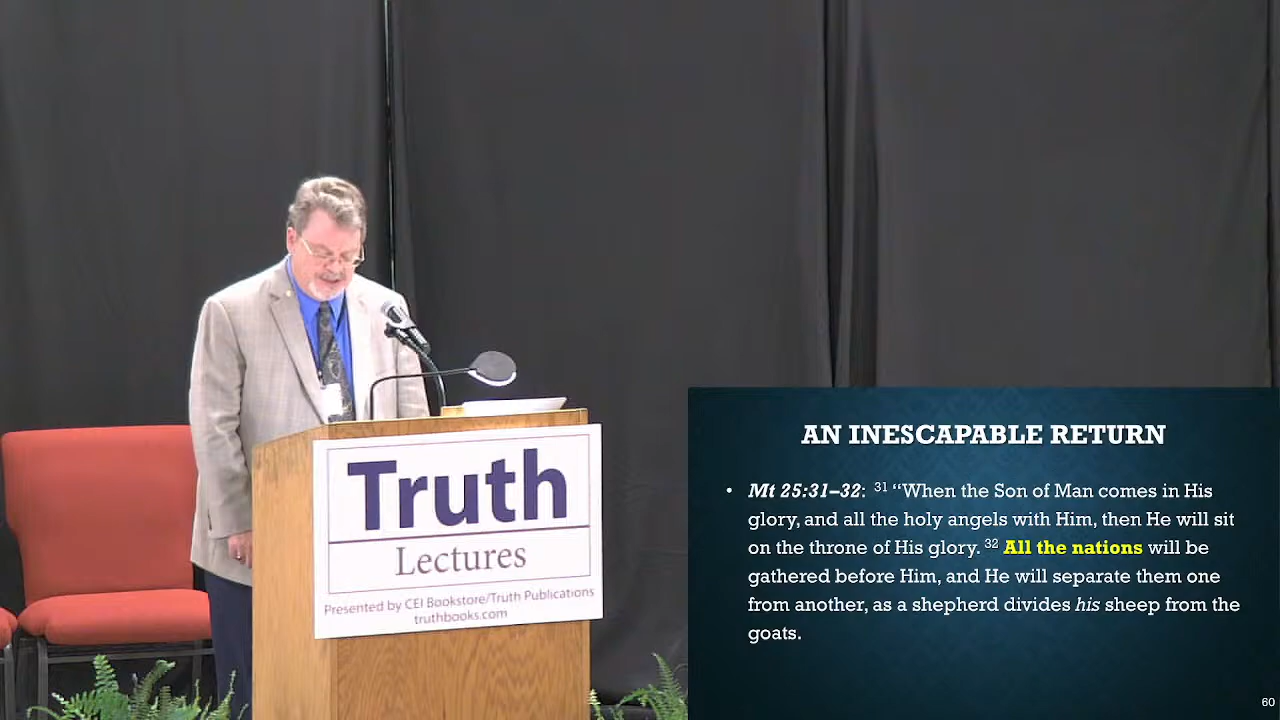 Truth
Lectures
Presented by CEI Bookstore/Truth Publications
truthbooks.com
AN INESCAPABLE RETURN
• Mt 25:31–32: 31 “When the Son of Man comes in His
glory, and all the holy angels with Him, then He will sit
on the throne of His glory. 32 All the nations will be
gathered before Him, and He will separate them one
from another, as a shepherd divides his sheep from the
goats.
60